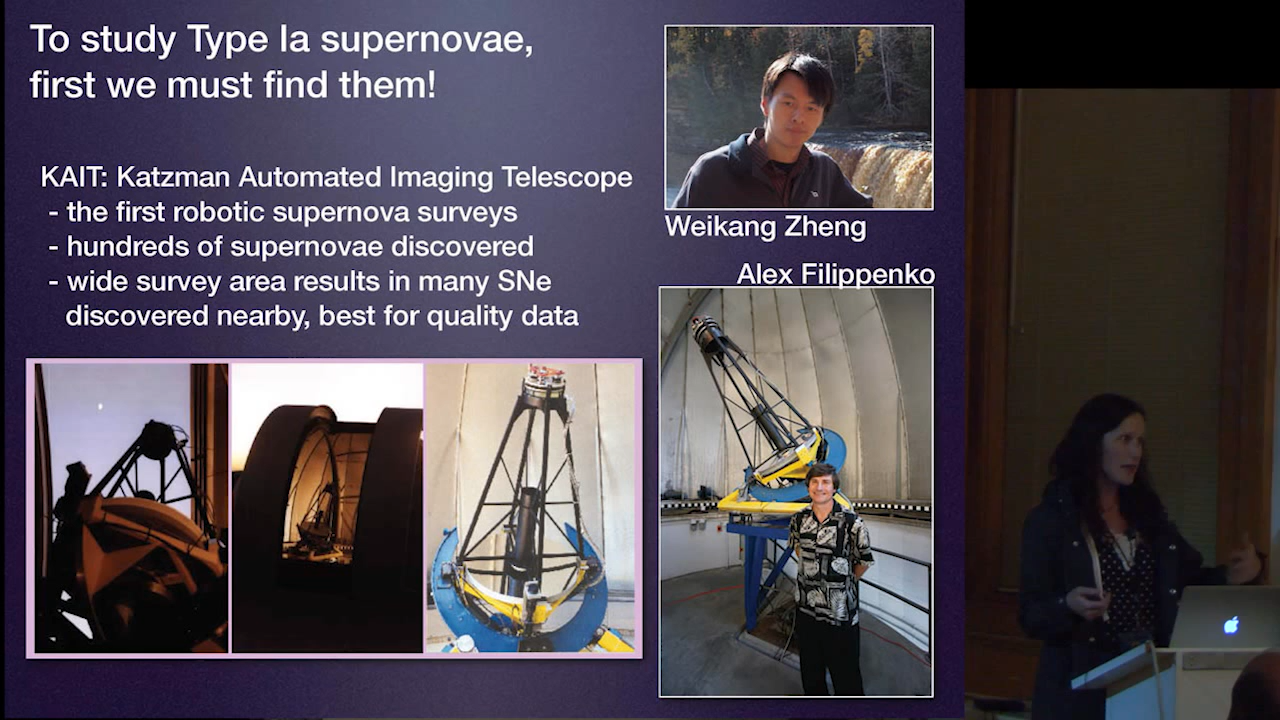 To study Type Ia supernovae,
first we must find them!
KAIT: Katzman Automated Imaging Telescope
- the first robotic supernova surveys
- hundreds of supernovae discovered
- wide survey area results in many SNe
discovered nearby, best for quality data
Weikang Zheng
Alex Filippenko